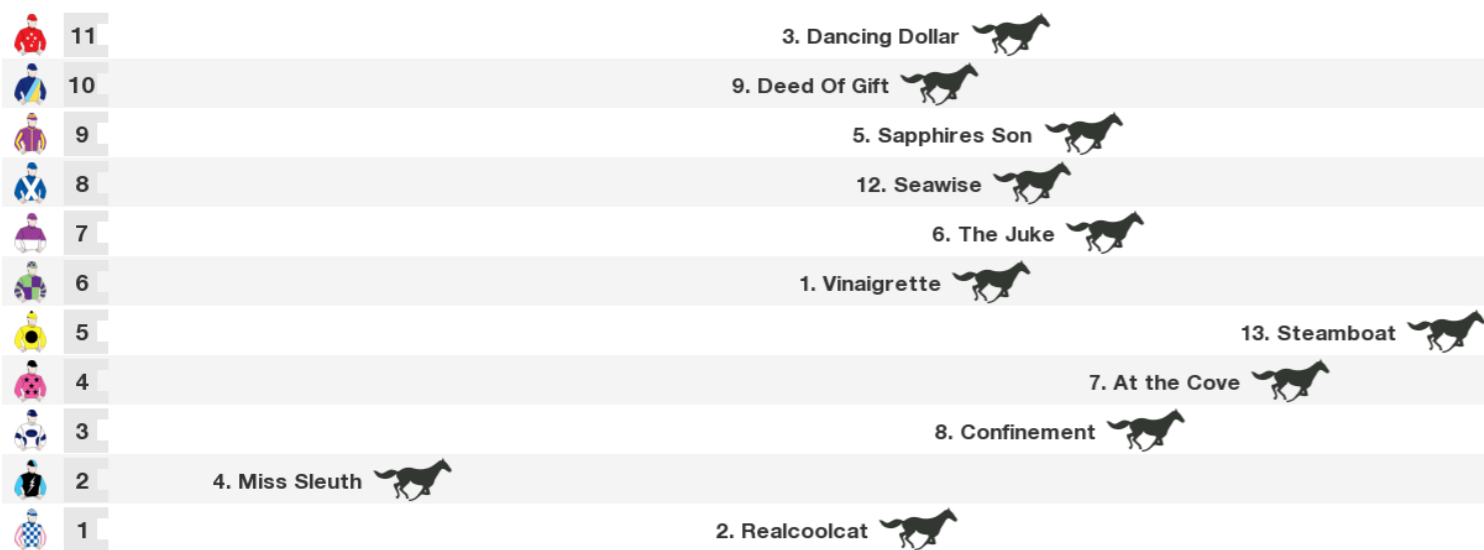 11 3. Dancing Dollar
10 9. Deed Of Gift
9 5. Sapphires Son
8 12. Seawise
7 6. The Juke
6 1. Vinaigrette
5 13. Steamboat
4 7. At the Cove
3 8. Confinement
2 4. Miss Sleuth
1 2. Realcoolcat